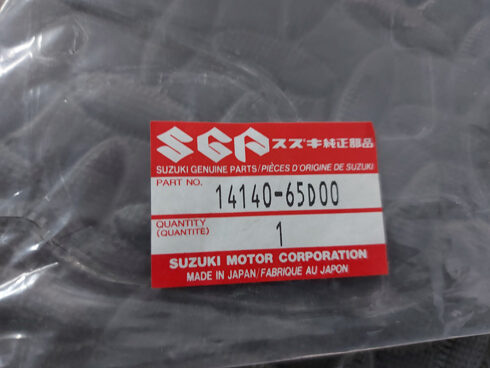 SGP スズキ純正部品
SUZUKI GENUINE PARTS/PIÈCES D'ORIGINE DE SUZUKI
PART NO. 14140-65D00
QUANTITY
(QUANTITÉ) 1
SUZUKI MOTOR CORPORATION
MADE IN JAPAN/FABRIQUE AU JAPON